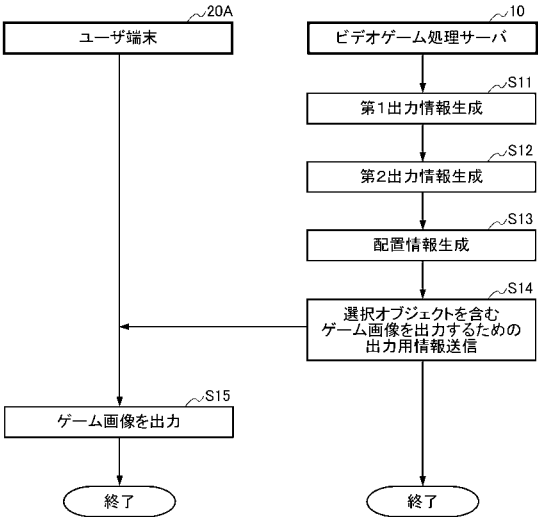 20A
ユーザ端末
10
ビデオゲーム処理サーバ
S11
第1出力情報生成
S12
第2出力情報生成
S13
配置情報生成
S14
選択オブジェクトを含む
ゲーム画像を出力するための
出力用情報送信
S15
ゲーム画像を出力
終了
終了